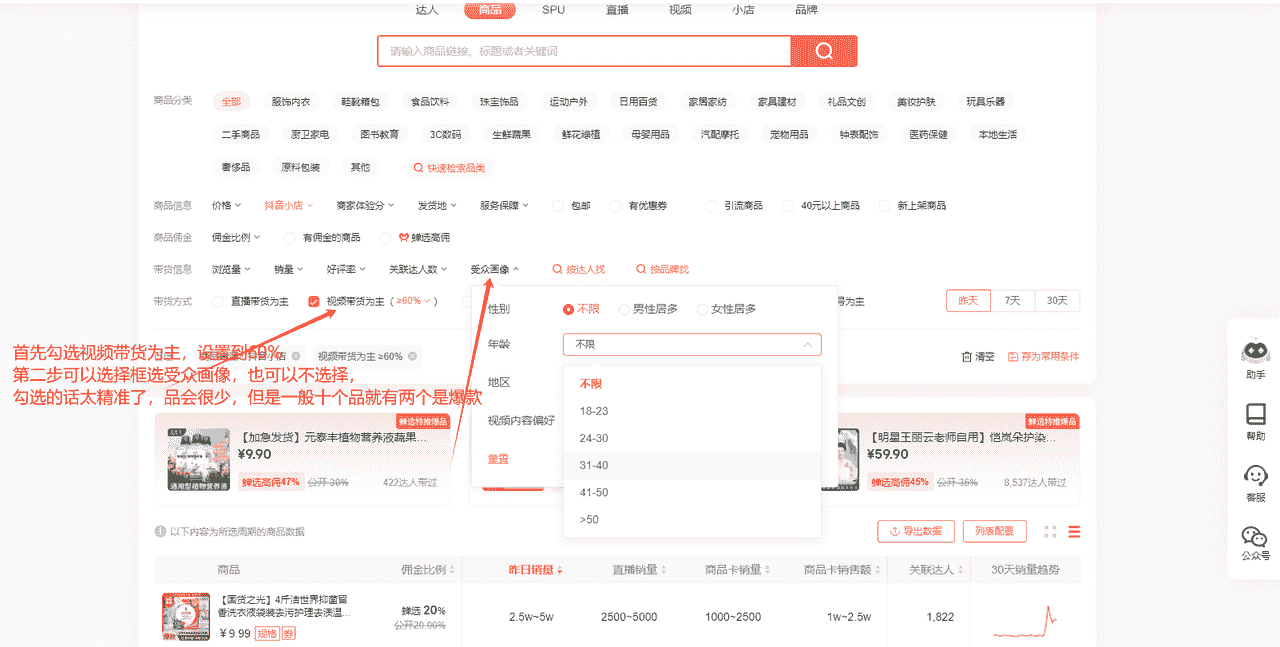 达人 商品 SPU 直播 视频 小店 品牌
请输入商品链接、标题或者关键词
商品分类 全部 服饰内衣 鞋靴箱包 食品饮料 珠宝饰品 运动户外 日用百货 家居家纺 家具建材 礼品文创 美妆护肤 玩具乐器
二手商品 厨卫家电 图书教育 3C数码 生鲜蔬果 鲜花绿植 母婴用品 汽配摩托 宠物用品 钟表配饰 医药保健 本地生活
奢侈品 原料包装 其他 快速检索品类
商品信息 价格 抖音小店 商家体验分 发货地 服务保障 包邮 有优惠券 引流商品 40元以上商品 新上架商品
商品佣金 佣金比例 有佣金的商品 蝉选高佣
带货信息 浏览量 销量 好评率 关联达人数 受众画像 按达人找 按品牌找
带货方式 直播带货为主 视频带货为主 (≥60%) 为主 昨天 7天 30天
性别 不限 男性居多 女性居多
年龄 不限
首先勾选视频带货为主，设置到60%
小店 视频带货为主 ≥60% 清空 存为常用条件
第二步可以选择框选受众画像，也可以不选择，
勾选的话太精准了，品会很少，但是一般十个品就有两个是爆款
地区 不限
18-23
视频内容偏好
24-30
重置 31-40
41-50
>50
蝉选特推爆品 蝉选特推爆品
【加急发货】元泰丰植物营养液蔬果... 【明星王丽云老师自用】恺岚朵护染...
¥9.90 ¥59.90
蝉选高佣47% 公开30% 422达人带过 蝉选高佣45% 公开35% 8,537达人带过
以下内容为所选周期的商品数据 导出数据 列表配置
商品 佣金比例 昨日销量 直播销量 商品卡销量 商品卡销售额 关联达人 30天销量趋势
【国货之光】4斤洁世界抑菌留
香洗衣液袋装去污护理去渍温...
¥9.99 规格 券
蝉选 20%
公开20.00%
2.5w~5w 2500~5000 1000~2500 1w~2.5w 1,822
助手
帮助
客服
公众号